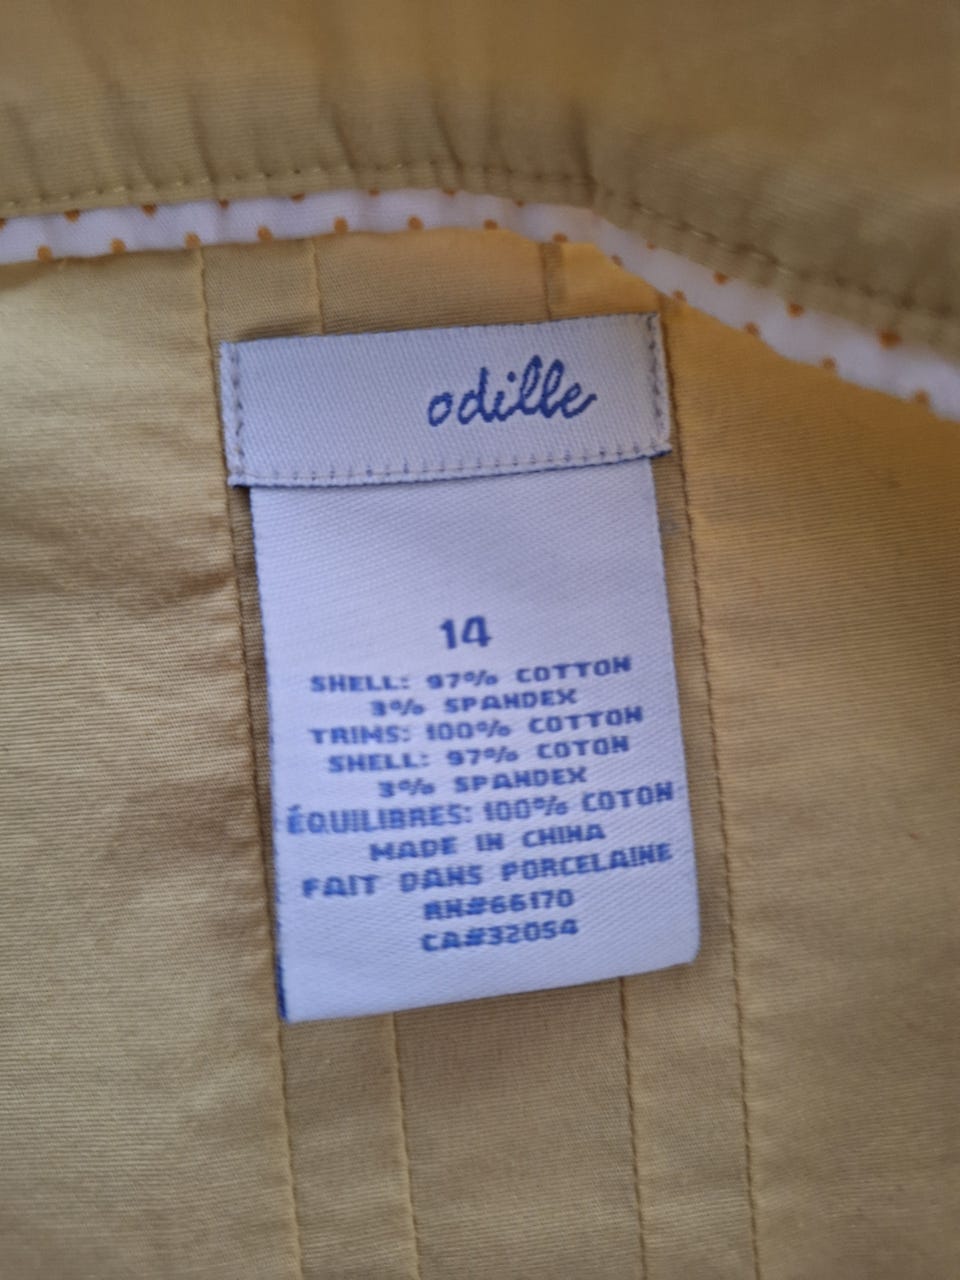 odille
14
SHELL: 97% COTTON
3% SPANDEX
TRIMS: 100% COTTON
SHELL: 97% COTON
3% SPANDEX
ÉQUILIBRES: 100% COTON
MADE IN CHINA
FAIT DANS PORCELAINE
RN#66170
CA#32054